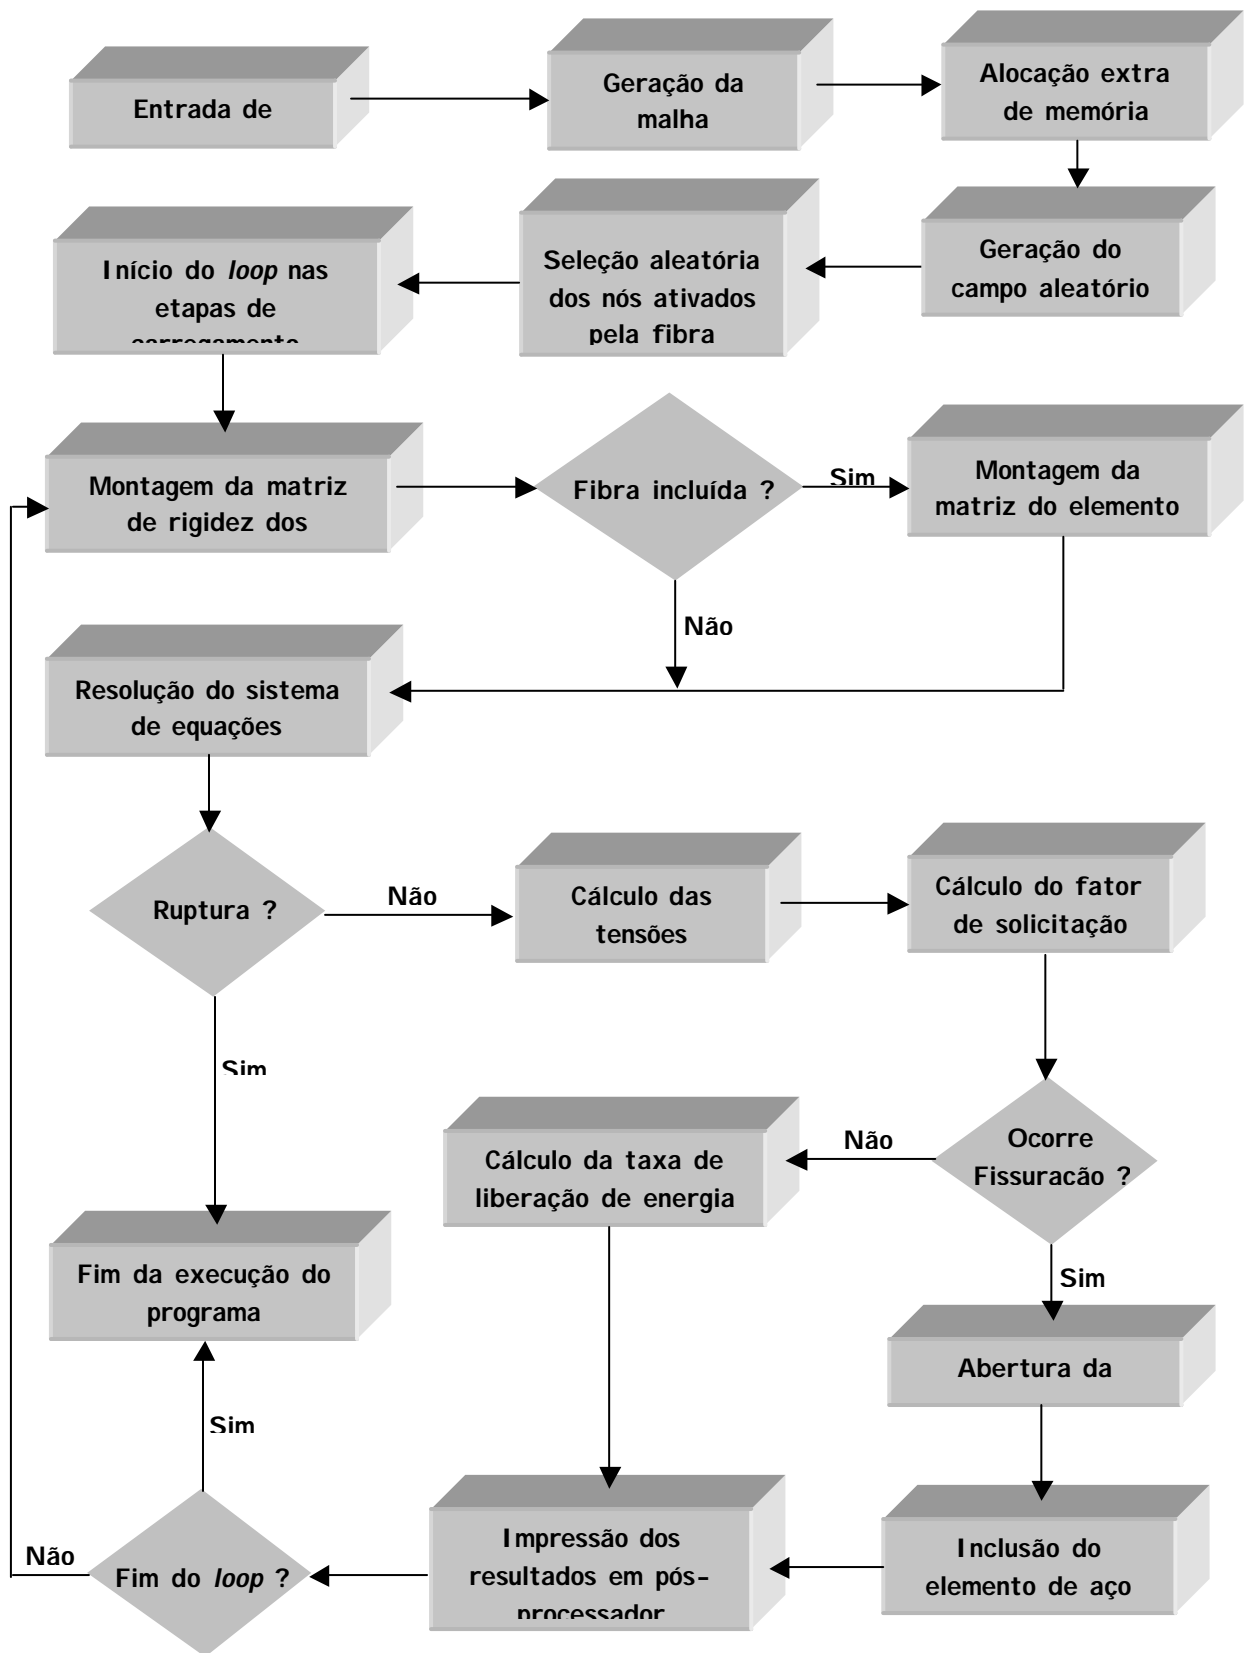 Entrada de
Geração da
malha
Alocação extra
de memória
Início do loop nas
etapas de
carregamento
Seleção aleatória
dos nós ativados
pela fibra
Geração do
campo aleatório
Montagem da matriz
de rigidez dos
Fibra incluída ?
Sim
Montagem da
matriz do elemento
Não
Resolução do sistema
de equações
Ruptura ?
Não
Cálculo das
tensões
Cálculo do fator
de solicitação
Sim
Cálculo da taxa de
liberação de energia
Não
Ocorre
Fissuracão ?
Sim
Fim da execução do
programa
Abertura da
Sim
Não
Fim do loop ?
Impressão dos
resultados em pós-
processador
Inclusão do
elemento de aço